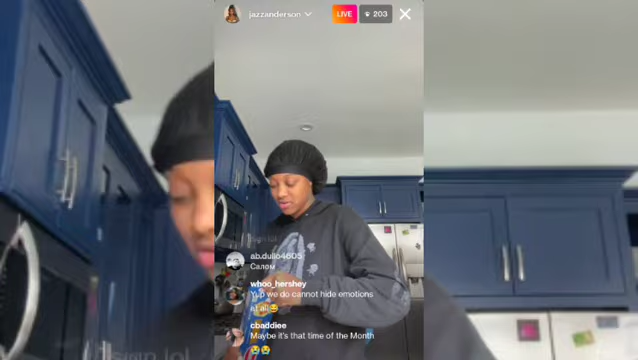 jazzanderson
LIVE
203
ab.dullo4605
Салом
whoo_hershey
Yup we do cannot hide emotions
at all😂
cbaddiee
Maybe it's that time of the Month
😭😭